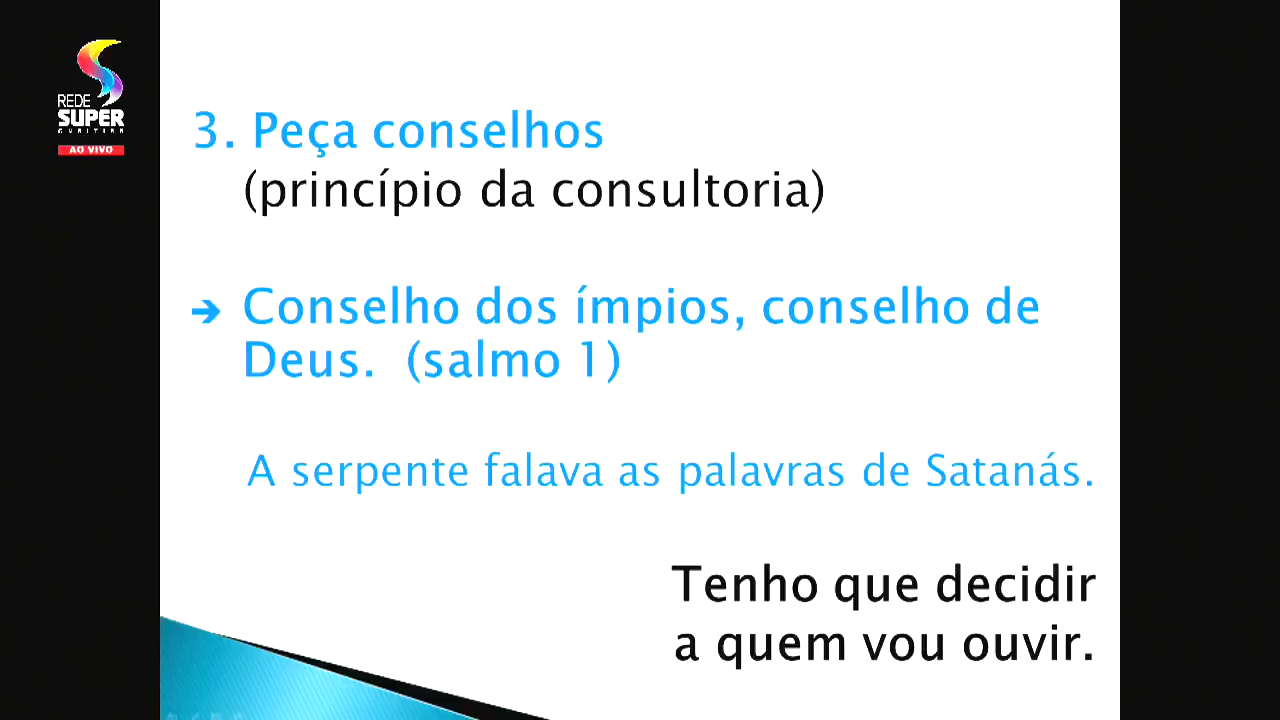 REDE
SUPER
CURITIBA
AO VIVO
3. Peça conselhos
(princípio da consultoria)
➔ Conselho dos ímpios, conselho de
Deus. (salmo 1)
A serpente falava as palavras de Satanás.
Tenho que decidir
a quem vou ouvir.